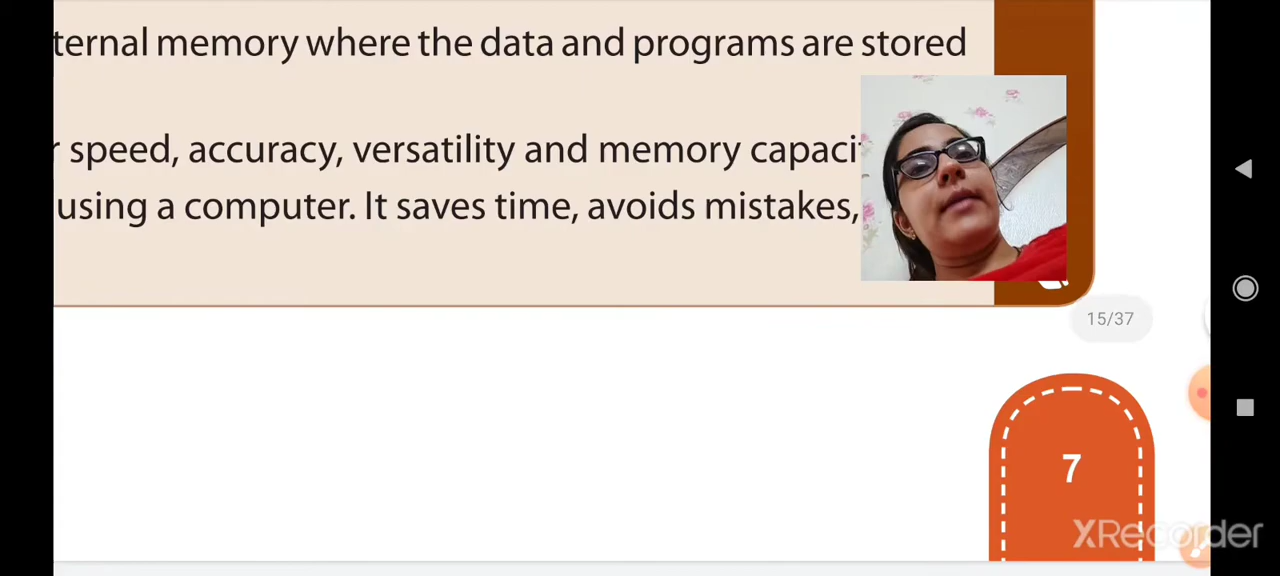 ternal memory where the data and programs are stored
r speed, accuracy, versatility and memory
using a computer. It saves time, avoids mistakes,
15/37
7
XRecorder